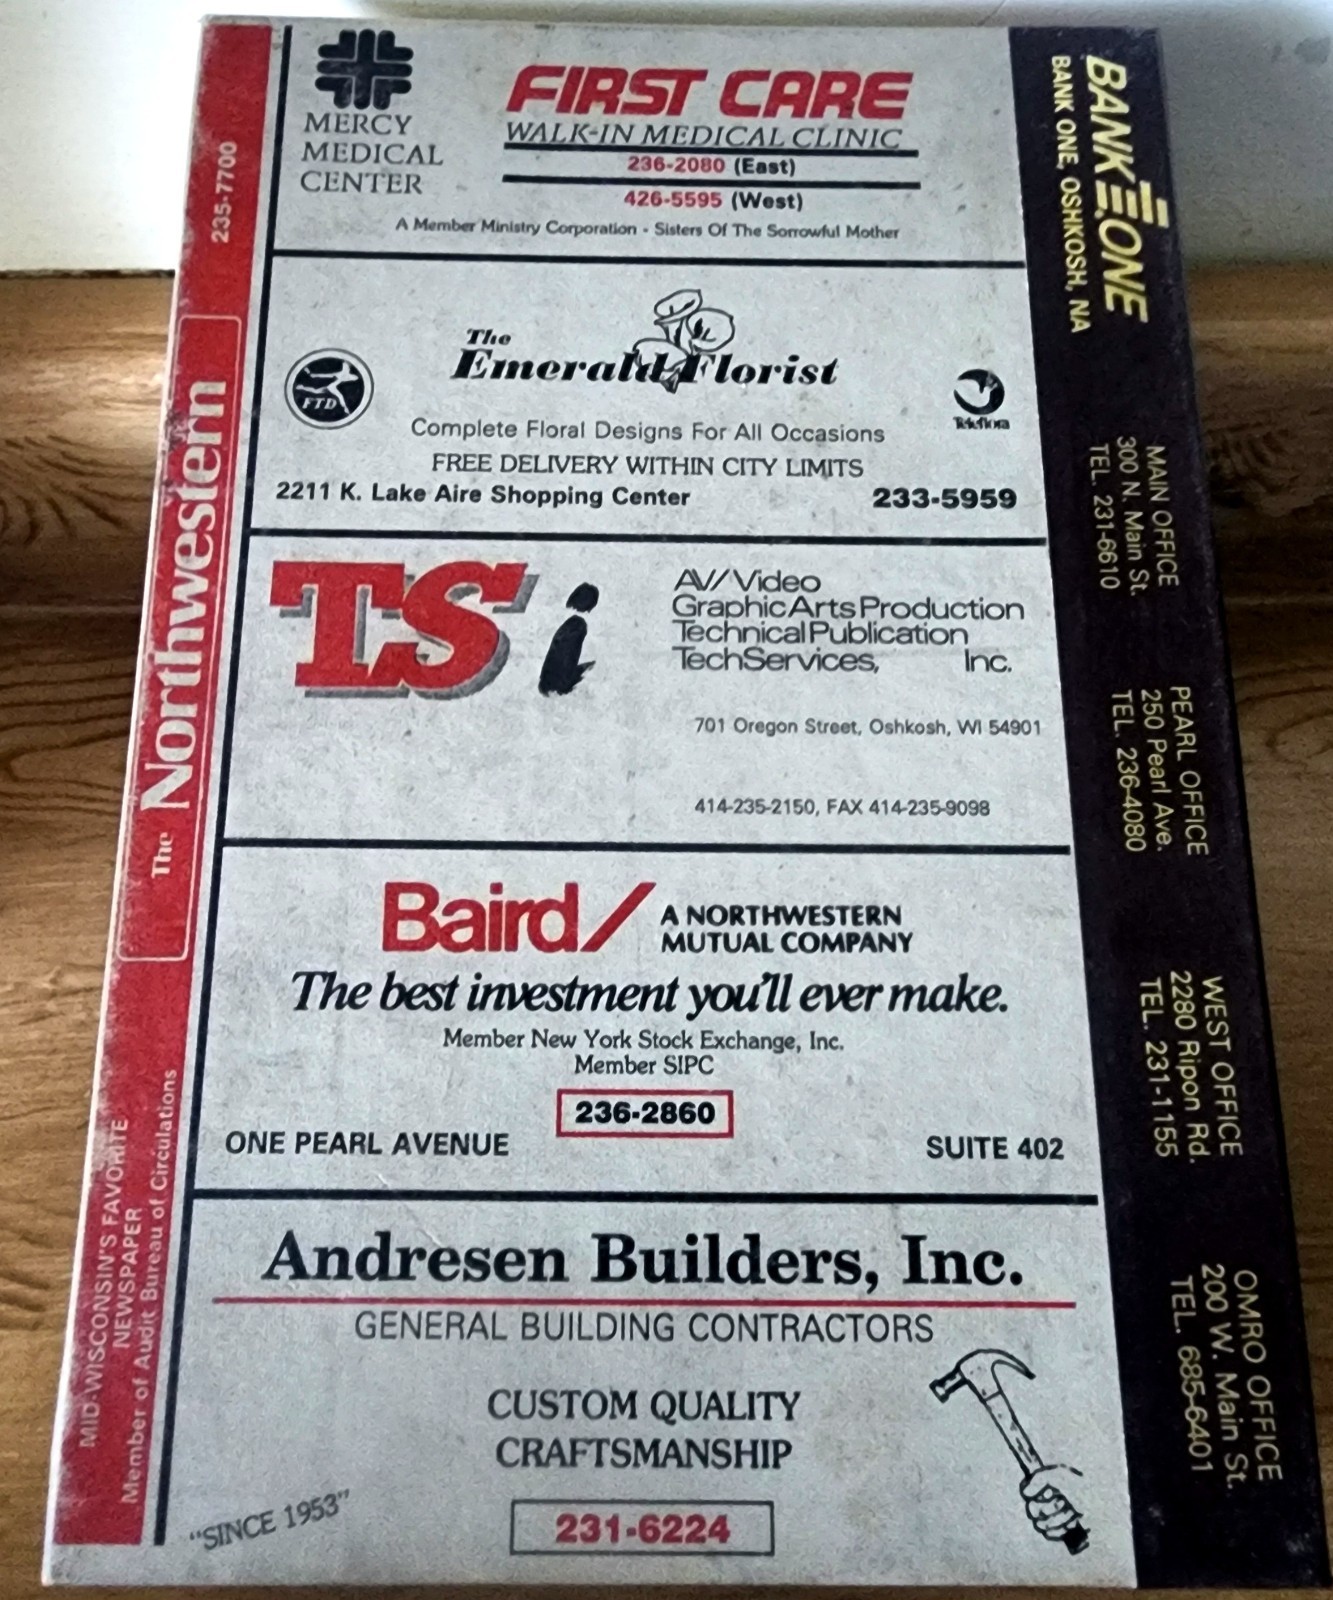 235-7700
The Northwestern
MID-WISCONSIN'S FAVORITE
NEWSPAPER
Member of Audit Bureau of Circulations
MERCY
MEDICAL
CENTER
FIRST CARE
WALK-IN MEDICAL CLINIC
236-2080 (East)
426-5595 (West)
A Member Ministry Corporation - Sisters Of The Sorrowful Mother
The
Emerald Florist
FTD
Teleflora
Complete Floral Designs For All Occasions
FREE DELIVERY WITHIN CITY LIMITS
2211 K. Lake Aire Shopping Center 233-5959
TSi
AV/Video
Graphic Arts Production
Technical Publication
TechServices, Inc.
701 Oregon Street, Oshkosh, WI 54901
414-235-2150, FAX 414-235-9098
Baird/ A NORTHWESTERN
MUTUAL COMPANY
The best investment you'll ever make.
Member New York Stock Exchange, Inc.
Member SIPC
236-2860
ONE PEARL AVENUE SUITE 402
Andresen Builders, Inc.
GENERAL BUILDING CONTRACTORS
CUSTOM QUALITY
CRAFTSMANSHIP
"SINCE 1953"
231-6224
BANK ONE
BANK ONE, OSHKOSH, NA
MAIN OFFICE
300 N. Main St.
TEL. 231-6610
PEARL OFFICE
250 Pearl Ave.
TEL. 236-4080
WEST OFFICE
2280 Ripon Rd.
TEL. 231-1155
OMRO OFFICE
200 W. Main St.
TEL. 685-6401